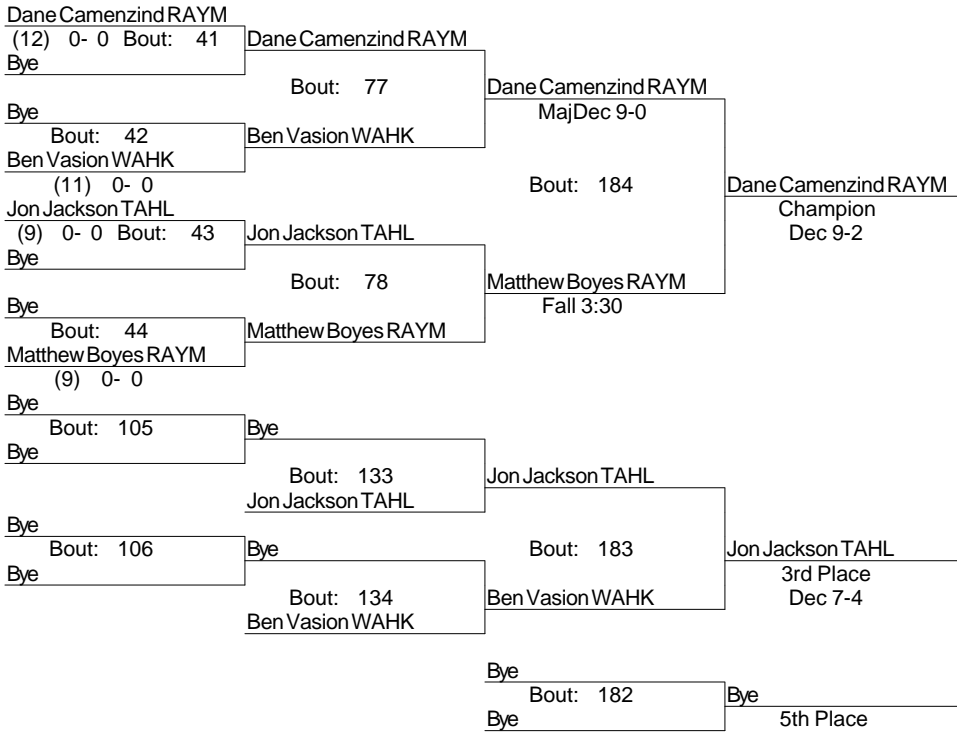 Dane Camenzind RAYM
(12) 0- 0 Bout: 41 Dane Camenzind RAYM
Bye
Bout: 77 Dane Camenzind RAYM
Bye MajDec 9-0
Bout: 42 Ben Vasion WAHK
Ben Vasion WAHK
(11) 0- 0 Bout: 184 Dane Camenzind RAYM
Jon Jackson TAHL Champion
(9) 0- 0 Bout: 43 Jon Jackson TAHL Dec 9-2
Bye
Bout: 78 Matthew Boyes RAYM
Bye Fall 3:30
Bout: 44 Matthew Boyes RAYM
Matthew Boyes RAYM
(9) 0- 0
Bye
Bout: 105 Bye
Bye
Bout: 133 Jon Jackson TAHL
Jon Jackson TAHL
Bye
Bout: 106 Bye Bout: 183 Jon Jackson TAHL
Bye 3rd Place
Bout: 134 Ben Vasion WAHK Dec 7-4
Ben Vasion WAHK
Bye
Bout: 182 Bye
Bye 5th Place